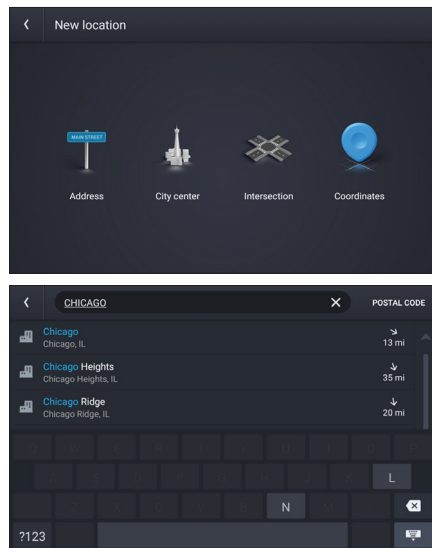 New location
MAIN STREET
Address
City center
Intersection
Coordinates
CHICAGO
POSTAL CODE
Chicago
Chicago, IL
13 mi
Chicago Heights
Chicago Heights, IL
35 mi
Chicago Ridge
Chicago Ridge, IL
20 mi
L
N
?123